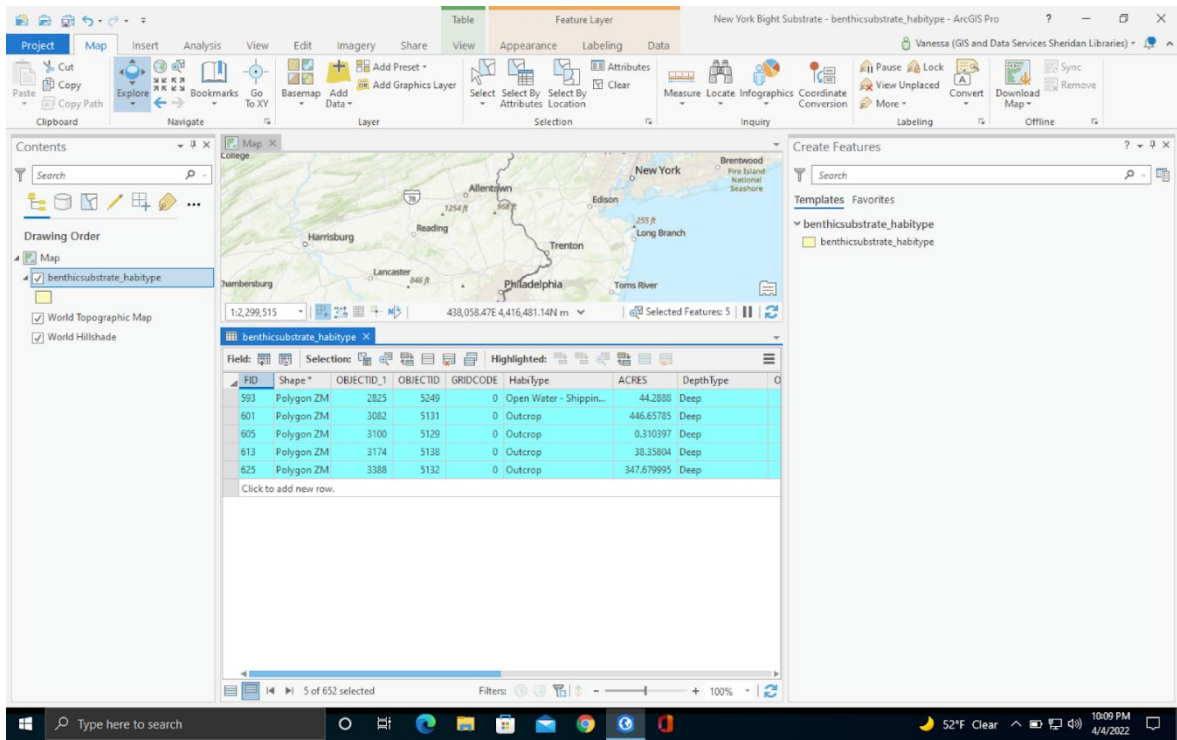 Table Feature Layer New York Bight Substrate - benthicsubstrate_habitype - ArcGIS Pro ?
Project Map Insert Analysis View Edit Imagery Share View Appearance Labeling Data Vanessa (GIS and Data Services Sheridan Libraries)
Paste Cut Copy Copy Path
Clipboard
Explore Bookmarks Go To XY
Navigate
Basemap Add Data Add Preset Add Graphics Layer
Layer
Select Select By Attributes Select By Location Attributes Clear
Selection
Measure Locate Infographics Coordinate Conversion
Inquiry
Pause Lock View Unplaced More Convert
Labeling
Download Map Sync Remove
Offline
Contents
Search
Drawing Order
Map
benthicsubstrate_habitype
World Topographic Map
World Hillshade
Map
College
New York
Brentwood
Fire Island
National
Seashore
Allentown
78
1254 ft
968 ft
Edison
Reading
255 ft
Long Branch
Harrisburg
Trenton
Lancaster
846 ft
hambersburg
Philadelphia
Toms River
1:2,299,515 438,058.47E 4,416,481.14N m Selected Features: 5
benthicsubstrate_habitype
Field: Selection: Highlighted:
FID Shape * OBJECTID_1 OBJECTID GRIDCODE HabiType ACRES DepthType O
593 Polygon ZM 2825 5249 0 Open Water - Shippin... 44.2888 Deep
601 Polygon ZM 3082 5131 0 Outcrop 446.65785 Deep
605 Polygon ZM 3100 5129 0 Outcrop 0.310397 Deep
613 Polygon ZM 3174 5138 0 Outcrop 38.35804 Deep
625 Polygon ZM 3388 5132 0 Outcrop 347.679995 Deep
Click to add new row.
5 of 652 selected Filters: 100%
Create Features ?
Search
Templates Favorites
benthicsubstrate_habitype
benthicsubstrate_habitype
Type here to search
52°F Clear
10:09 PM
4/4/2022